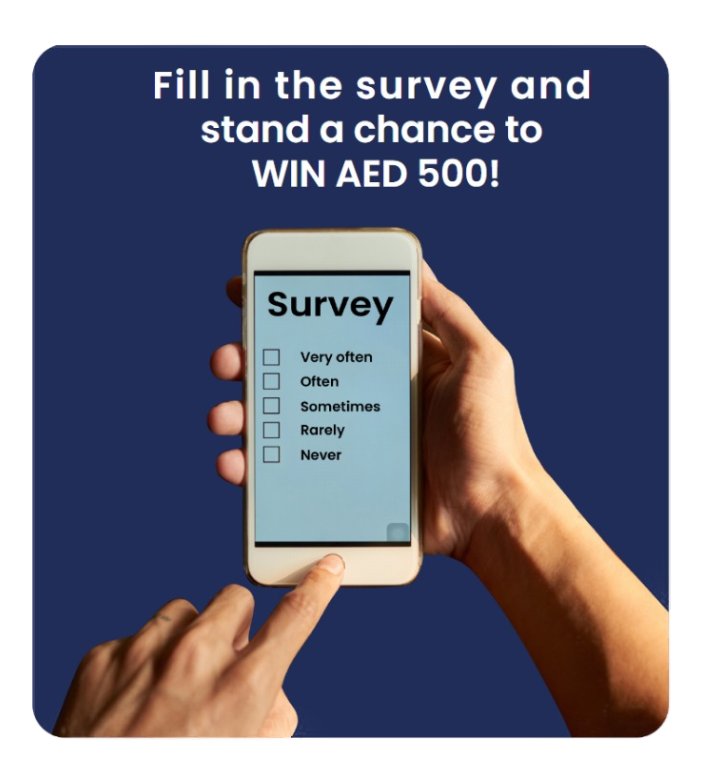 Fill in the survey and
stand a chance to
WIN AED 500!
Survey
Very often
Often
Sometimes
Rarely
Never